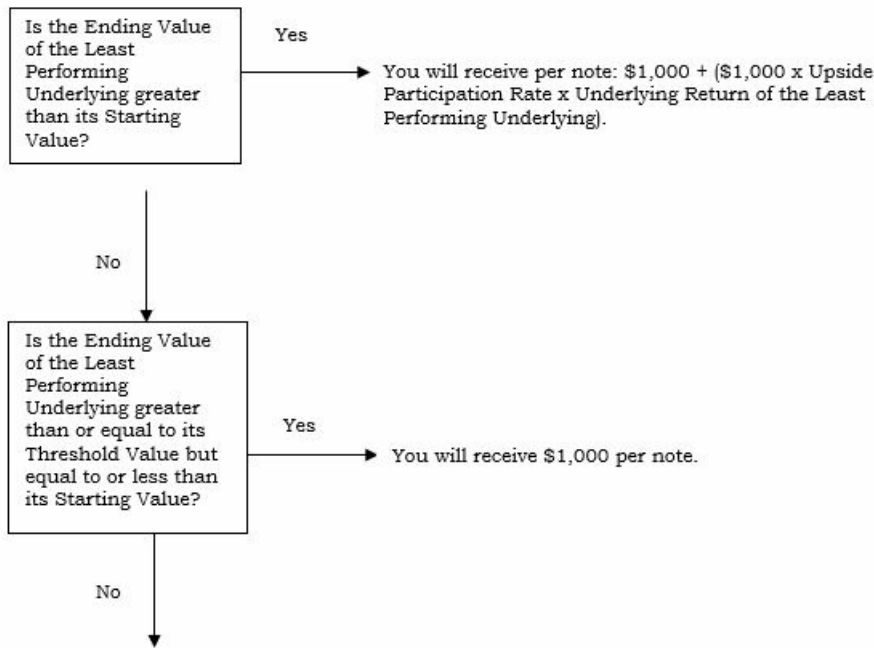 Is the Ending Value
of the Least
Performing
Underlying greater
than its Starting
Value?
Yes
You will receive per note: $1,000 + ($1,000 x Upside
Participation Rate x Underlying Return of the Least
Performing Underlying).
No
Is the Ending Value
of the Least
Performing
Underlying greater
than or equal to its
Threshold Value but
equal to or less than
its Starting Value?
Yes
You will receive $1,000 per note.
No